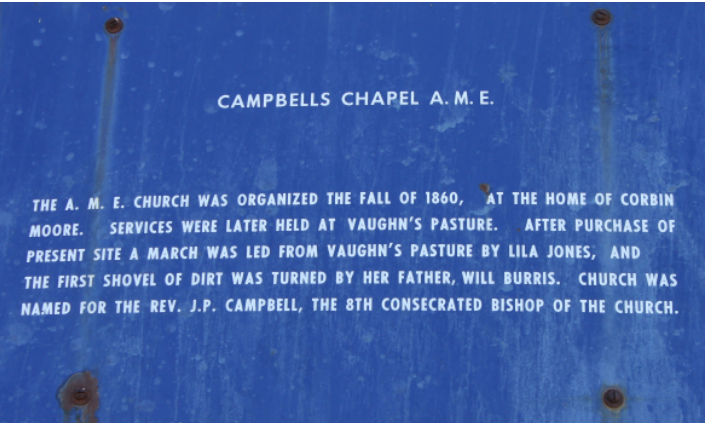 CAMPBELLS CHAPEL A. M. E.
THE A. M. E. CHURCH WAS ORGANIZED THE FALL OF 1860, AT THE HOME OF CORBIN
MOORE. SERVICES WERE LATER HELD AT VAUGHN'S PASTURE. AFTER PURCHASE OF
PRESENT SITE A MARCH WAS LED FROM VAUGHN'S PASTURE BY LILA JONES, AND
THE FIRST SHOVEL OF DIRT WAS TURNED BY HER FATHER, WILL BURRIS. CHURCH WAS
NAMED FOR THE REV. J.P. CAMPBELL, THE 8TH CONSECRATED BISHOP OF THE CHURCH.